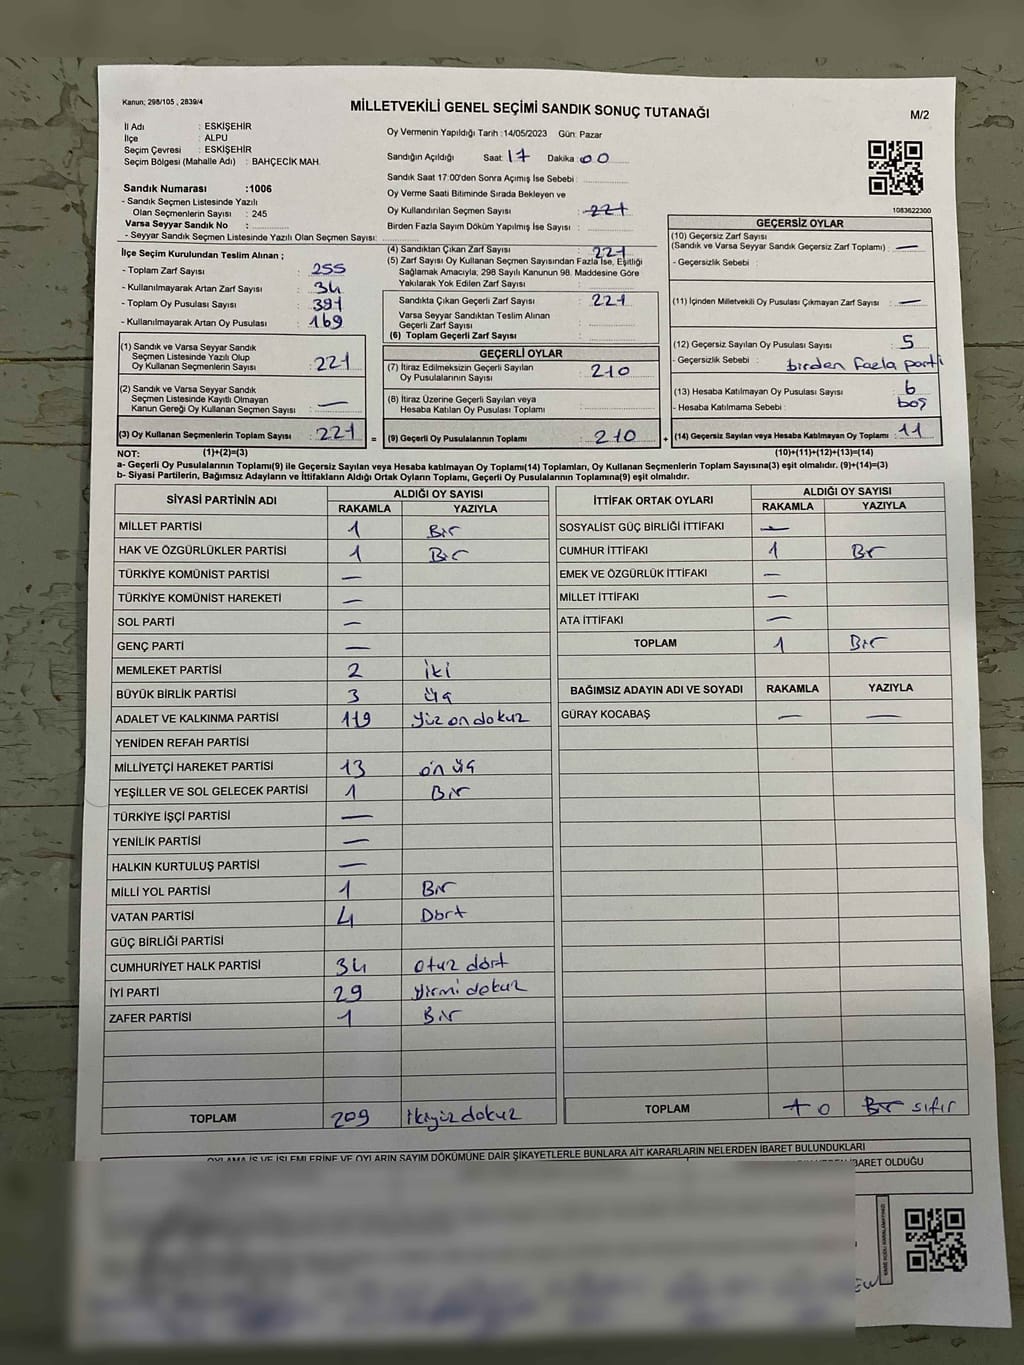 Kanun; 298/105 , 2839/4
MİLLETVEKİLİ GENEL SEÇİMİ SANDIK SONUÇ TUTANAĞI
M/2
İl Adı : ESKİŞEHİR
İlçe : ALPU
Seçim Çevresi : ESKİŞEHİR
Seçim Bölgesi (Mahalle Adı) : BAHÇECİK MAH.
Sandık Numarası :1006
- Sandık Seçmen Listesinde Yazılı
Olan Seçmenlerin Sayısı : 245
Varsa Seyyar Sandık No :
- Seyyar Sandık Seçmen Listesinde Yazılı Olan Seçmen Sayısı:
Oy Vermenin Yapıldığı Tarih : 14/05/2023 Gün: Pazar
Sandığın Açıldığı Saat 17 Dakika : 00
Sandık Saat 17:00'den Sonra Açımış İse Sebebi :
Oy Verme Saati Bitiminde Sırada Bekleyen ve
Oy Kullandırılan Seçmen Sayısı : 221
Birden Fazla Sayım Döküm Yapılmış İse Sayısı :
1083622300
İlçe Seçim Kurulundan Teslim Alınan ;
- Toplam Zarf Sayısı : 255
- Kullanılmayarak Artan Zarf Sayısı : 34
- Toplam Oy Pusulası Sayısı : 391
- Kullanılmayarak Artan Oy Pusulası : 169
(1) Sandık ve Varsa Seyyar Sandık
Seçmen Listesinde Yazılı Olup
Oy Kullanan Seçmenlerin Sayısı : 221
(2) Sandık ve Varsa Seyyar Sandık
Seçmen Listesinde Kayıtlı Olmayan
Kanun Gereği Oy Kullanan Seçmen Sayısı : —
(3) Oy Kullanan Seçmenlerin Toplam Sayısı : 221 =
(4) Sandıktan Çıkan Zarf Sayısı : 221
(5) Zarf Sayısı Oy Kullanan Seçmen Sayısından Fazla İse, Eşitliği
Sağlamak Amacıyla, 298 Sayılı Kanunun 98. Maddesine Göre
Yakılarak Yok Edilen Zarf Sayısı :
Sandıkta Çıkan Geçerli Zarf Sayısı : 221
Varsa Seyyar Sandıktan Teslim Alınan
Geçerli Zarf Sayısı :
(6) Toplam Geçerli Zarf Sayısı :
GEÇERLİ OYLAR
(7) İtiraz Edilmeksizin Geçerli Sayılan
Oy Pusulalarının Sayısı : 210
(8) İtiraz Üzerine Geçerli Sayılan veya
Hesaba Katılan Oy Pusulası Toplamı :
(9) Geçerli Oy Pusulalarının Toplamı : 210 +
GEÇERSİZ OYLAR
(10) Geçersiz Zarf Sayısı
(Sandık ve Varsa Seyyar Sandık Geçersiz Zarf Toplamı) : —
- Geçersizlik Sebebi :
(11) İçinden Milletvekili Oy Pusulası Çıkmayan Zarf Sayısı : —
(12) Geçersiz Sayılan Oy Pusulası Sayısı : 5
- Geçersizlik Sebebi : birden fazla parti
(13) Hesaba Katılmayan Oy Pusulası Sayısı : 6
- Hesaba Katılmama Sebebi : boş
(14) Geçersiz Sayılan veya Hesaba Katılmayan Oy Toplamı : 11
NOT: (1)+(2)=(3) (10)+(11)+(12)+(13)=(14)
a- Geçerli Oy Pusulalarının Toplamı(9) ile Geçersiz Sayılan veya Hesaba katılmayan Oy Toplamı(14) Toplamları, Oy Kullanan Seçmenlerin Toplam Sayısına(3) eşit olmalıdır. (9)+(14)=(3)
b- Siyasi Partilerin, Bağımsız Adayların ve İttifakların Aldığı Ortak Oyların Toplamı, Geçerli Oy Pusulalarının Toplamına(9) eşit olmalıdır.
SİYASİ PARTİNİN ADI ALDIĞI OY SAYISI
RAKAMLA YAZIYLA
MİLLET PARTİSİ 1 Bir
HAK VE ÖZGÜRLÜKLER PARTİSİ 1 Bir
TÜRKİYE KOMÜNİST PARTİSİ —
TÜRKİYE KOMÜNİST HAREKETİ —
SOL PARTİ —
GENÇ PARTİ —
MEMLEKET PARTİSİ 2 iki
BÜYÜK BİRLİK PARTİSİ 3 üç
ADALET VE KALKINMA PARTİSİ 119 yüz on dokuz
YENİDEN REFAH PARTİSİ
MİLLİYETÇİ HAREKET PARTİSİ 13 on üç
YEŞİLLER VE SOL GELECEK PARTİSİ 1 Bir
TÜRKİYE İŞÇİ PARTİSİ —
YENİLİK PARTİSİ —
HALKIN KURTULUŞ PARTİSİ —
MİLLİ YOL PARTİSİ 1 Bir
VATAN PARTİSİ 4 Dört
GÜÇ BİRLİĞİ PARTİSİ
CUMHURİYET HALK PARTİSİ 34 otuz dört
İYİ PARTİ 29 yirmi dokuz
ZAFER PARTİSİ 1 Bir
TOPLAM 209 ikiyüz dokuz
İTTİFAK ORTAK OYLARI ALDIĞI OY SAYISI
RAKAMLA YAZIYLA
SOSYALIST GÜÇ BİRLİĞİ İTTİFAKI —
CUMHUR İTTİFAKI 1 Bir
EMEK VE ÖZGÜRLÜK İTTİFAKI —
MİLLET İTTİFAKI —
ATA İTTİFAKI —
TOPLAM 1 Bir
BAĞIMSIZ ADAYIN ADI VE SOYADI RAKAMLA YAZIYLA
GÜRAY KOCABAŞ — —
TOPLAM 1 0 Bir sıfır
OYLAMA İŞ VE İŞLEMLERİNE VE OYLARIN SAYIM DÖKÜMÜNE DAİR ŞİKAYETLERLE BUNLARA AİT KARARLARIN NELERDEN İBARET BULUNDUKLARI
İBARET OLDUĞU